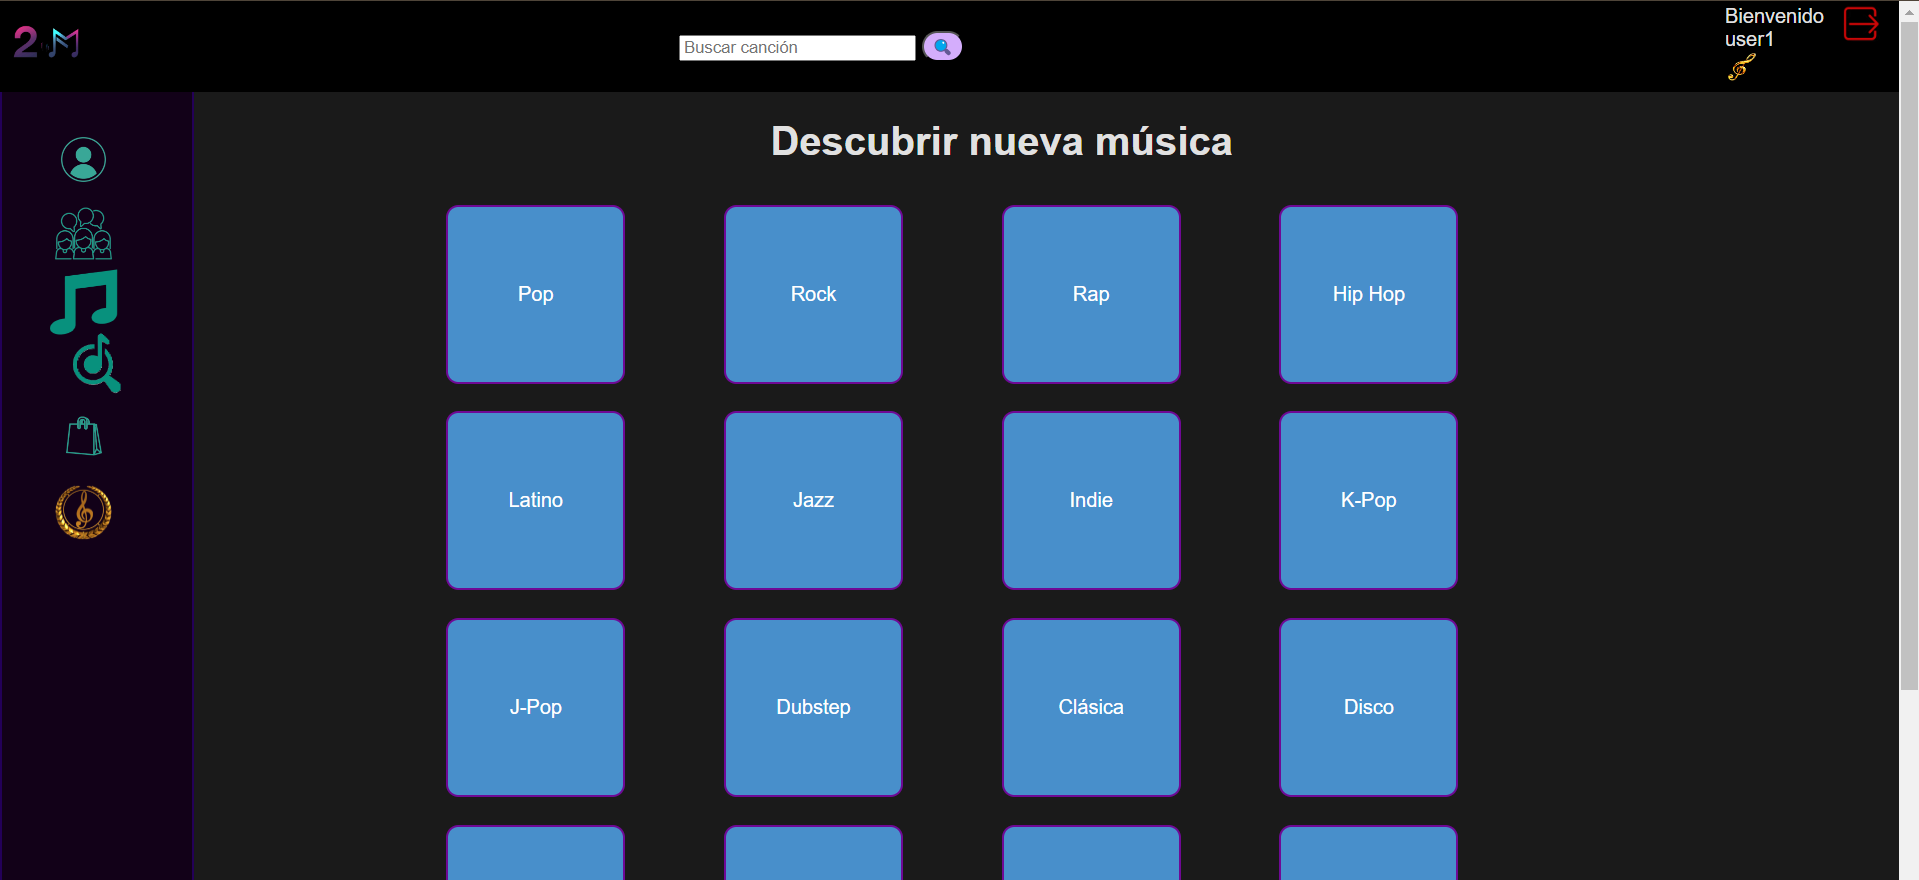 2 M
Buscar canción
Bienvenido
user1
Descubrir nueva música
Pop
Rock
Rap
Hip Hop
Latino
Jazz
Indie
K-Pop
J-Pop
Dubstep
Clásica
Disco